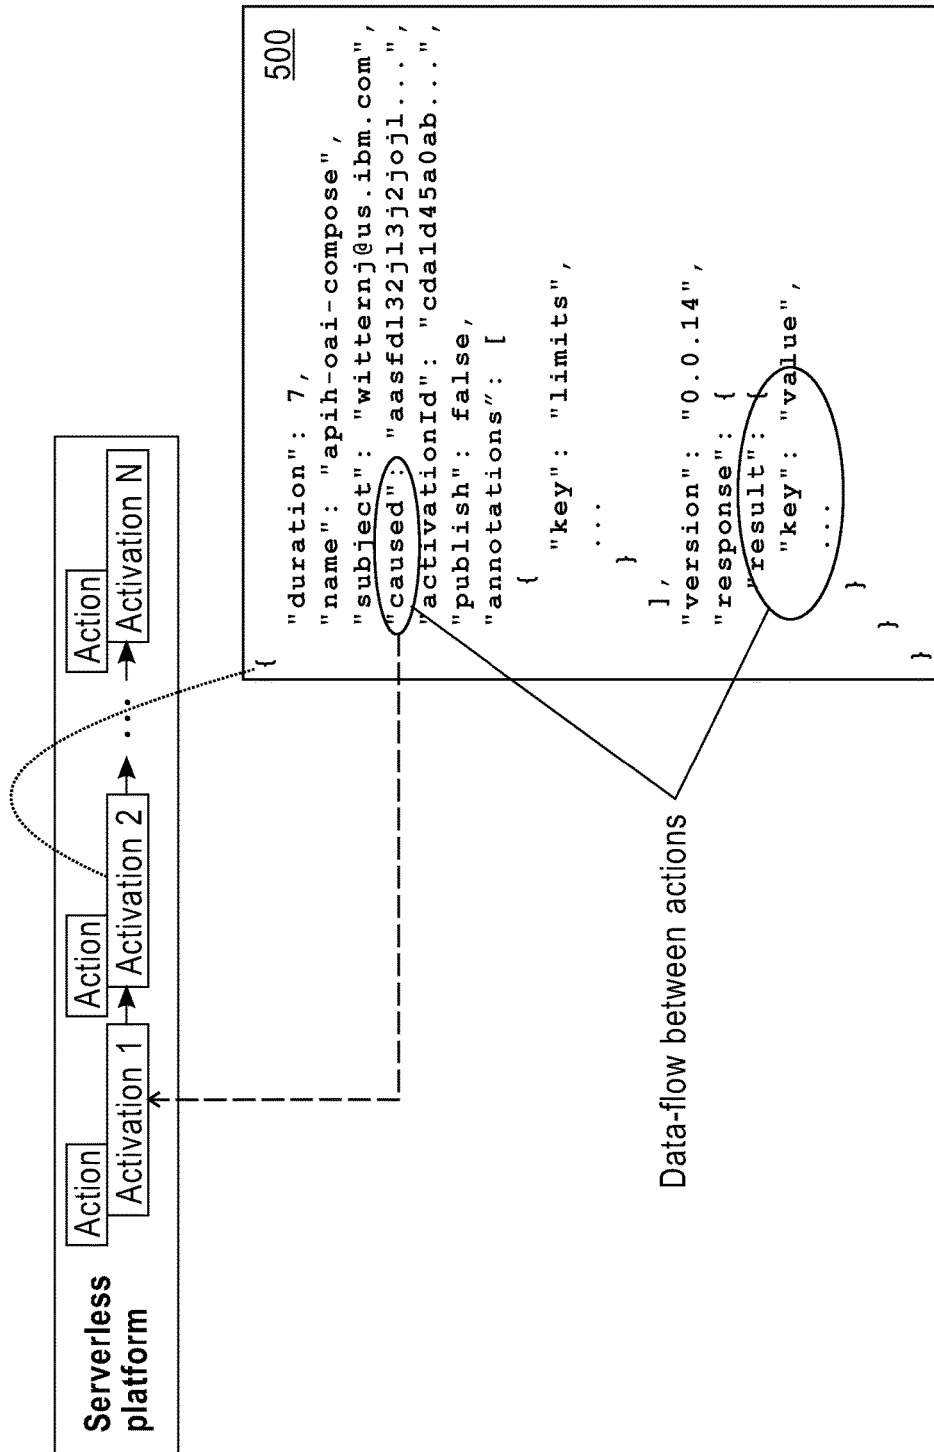 Serverless
platform
Action
Activation 1
Action
Activation 2
...
Action
Activation N
500
{
"duration": 7,
"name": "apih-oai-compose",
"subject": "witternj@us.ibm.com",
"caused": "aasfdl32jl3j2jojl...",
"activationId": "cda1d45a0ab...",
"publish": false,
"annotations": [
{
"key": "limits",
...
}
],
"version": "0.0.14",
"response": {
"result": {
"key": "value",
...
}
}
}
Data-flow between actions